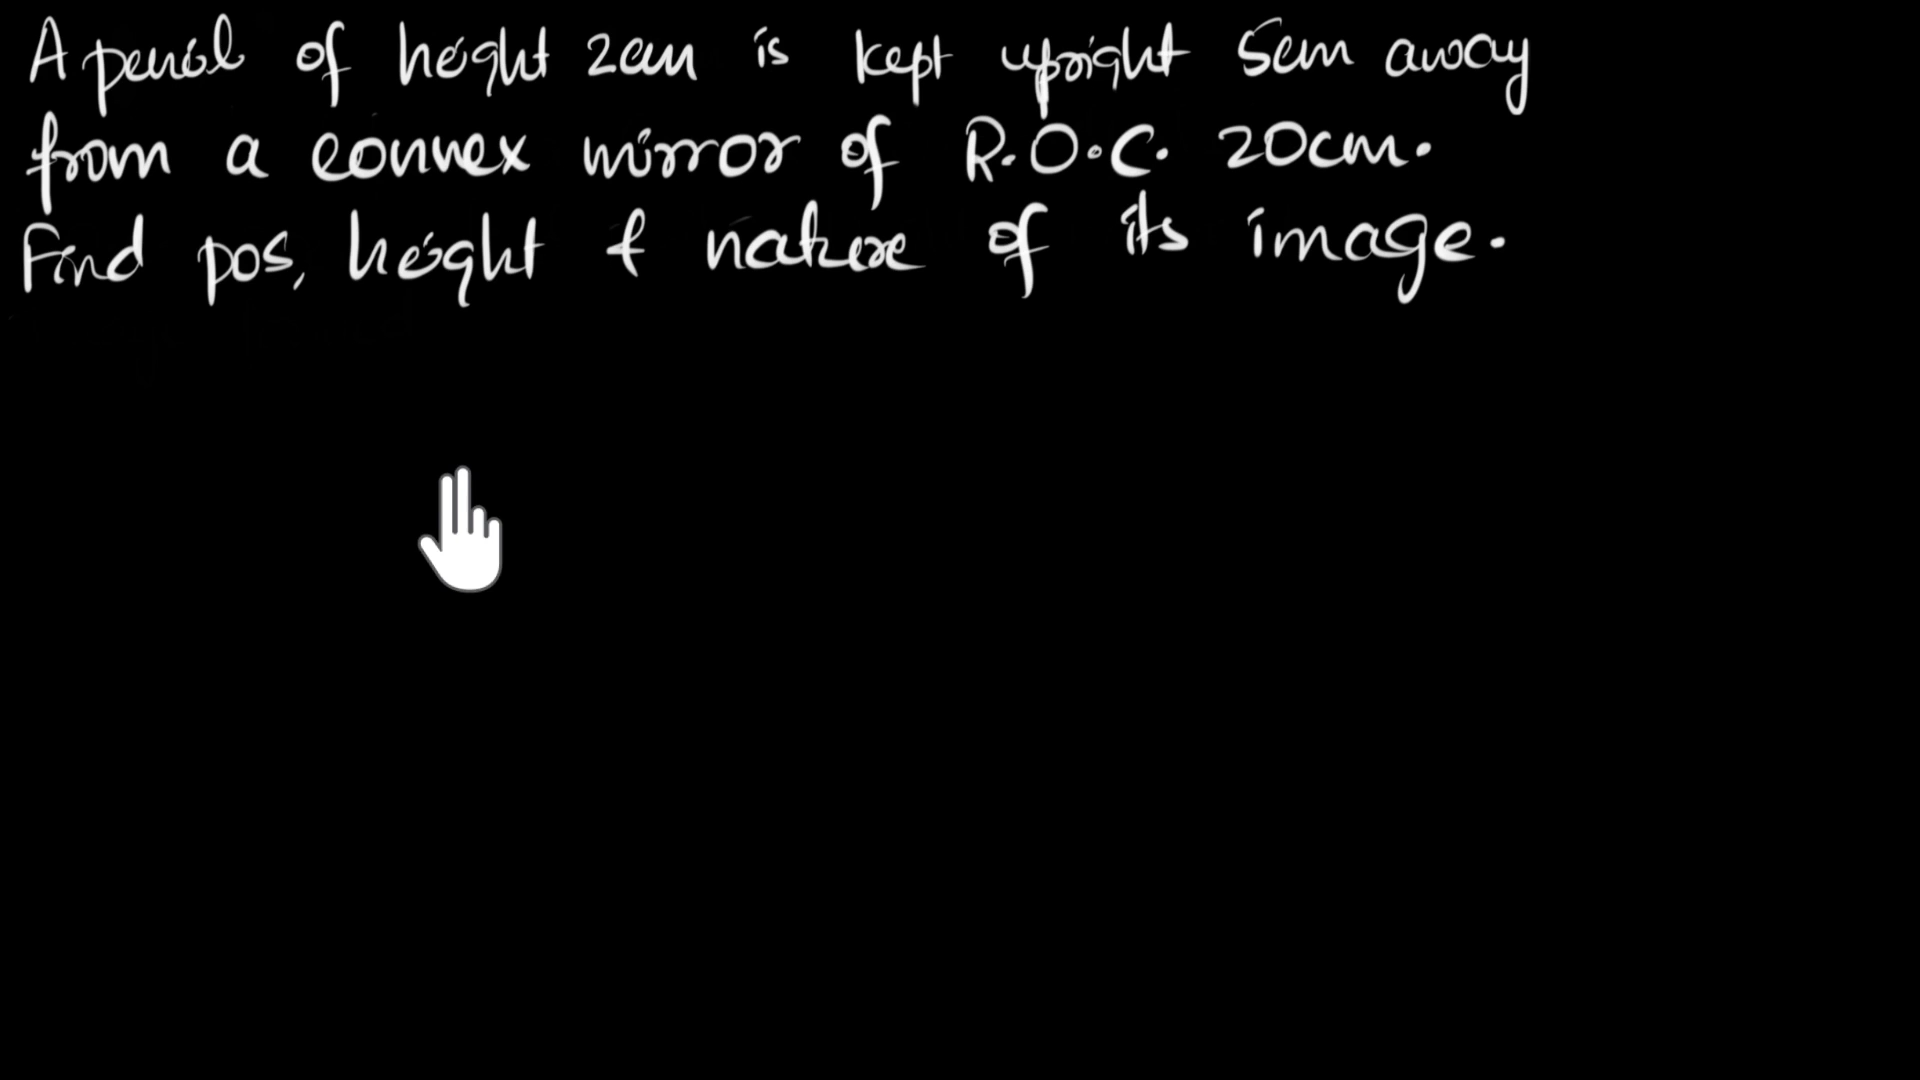 A pencil of height 2cm is kept upright 5cm away
from a convex mirror of R.O.C. 20cm.
Find pos, height & nature of its image.